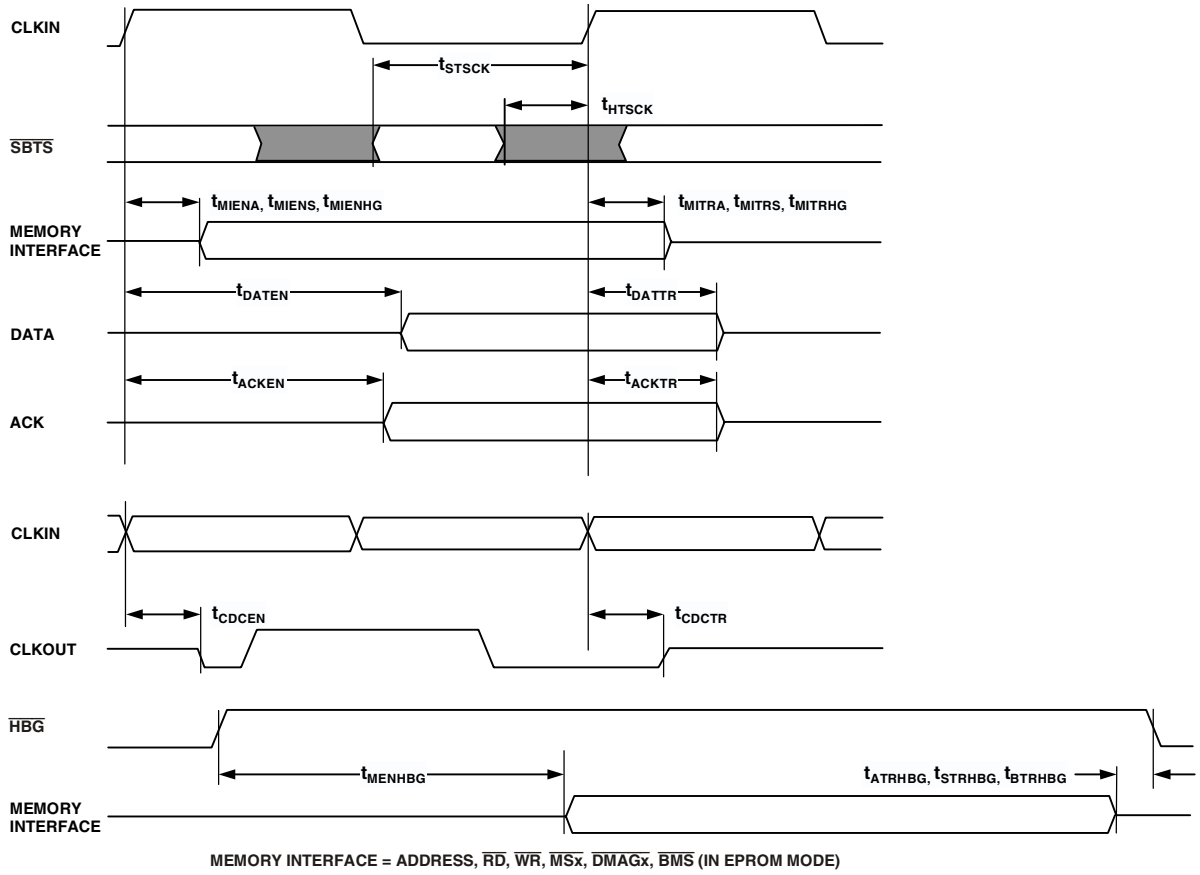 CLKIN
tSTSCK
tHTSCK
SBTS
tMIENA, tMIENS, tMIENHG
tMITRA, tMITRS, tMITRHG
MEMORY
INTERFACE
tDATEN
tDATTR
DATA
tACKEN
tACKTR
ACK
CLKIN
tCDCEN
tCDCTR
CLKOUT
HBG
tMENHBG
tATRHBG, tSTRHBG, tBTRHBG
MEMORY
INTERFACE
MEMORY INTERFACE = ADDRESS, RD, WR, MSx, DMAGx, BMS (IN EPROM MODE)